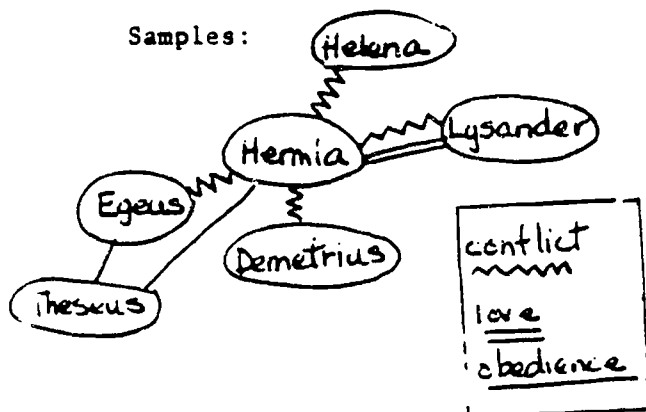 Samples:
Helena
Lysander
Hermia
Egeus
Demetrius
Theseus
conflict
love
obedience